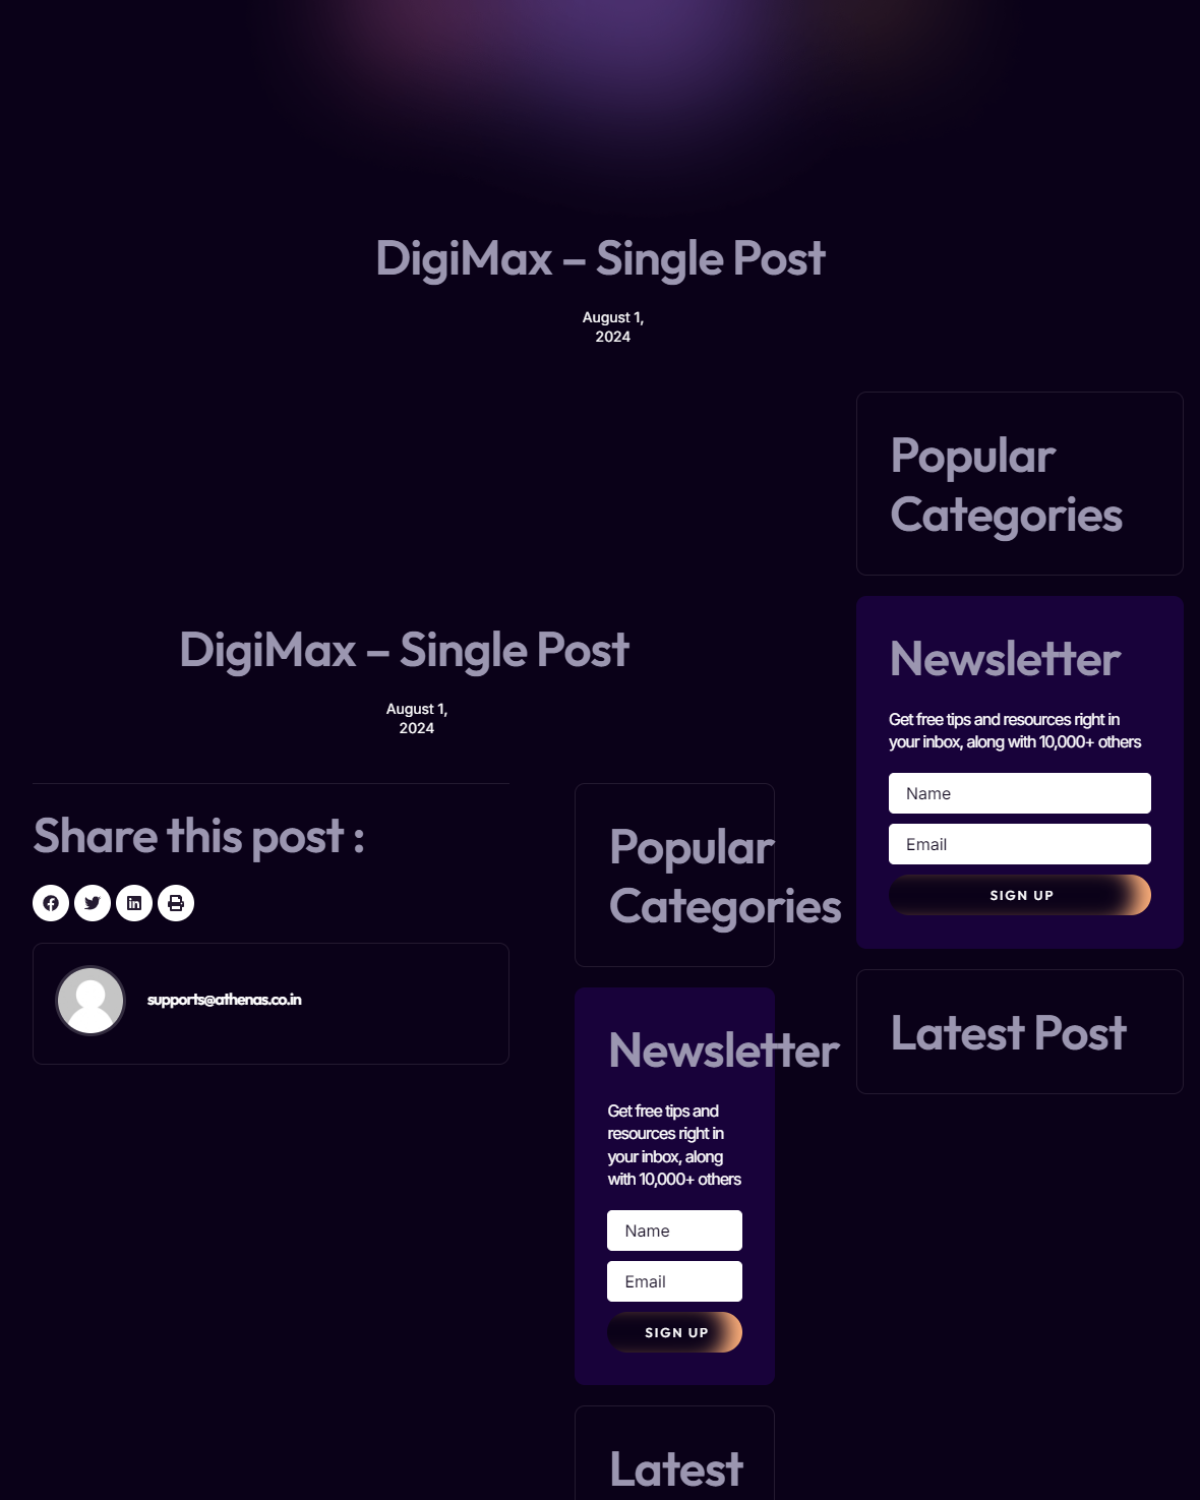 DigiMax – Single Post
August 1,
2024
Popular
Categories
Newsletter
Get free tips and resources right in
your inbox, along with 10,000+ others
Name
Email
SIGN UP
Latest Post
DigiMax – Single Post
August 1,
2024
Share this post :
supports@athenas.co.in
Popular
Categories
Newsletter
Get free tips and
resources right in
your inbox, along
with 10,000+ others
Name
Email
SIGN UP
Latest